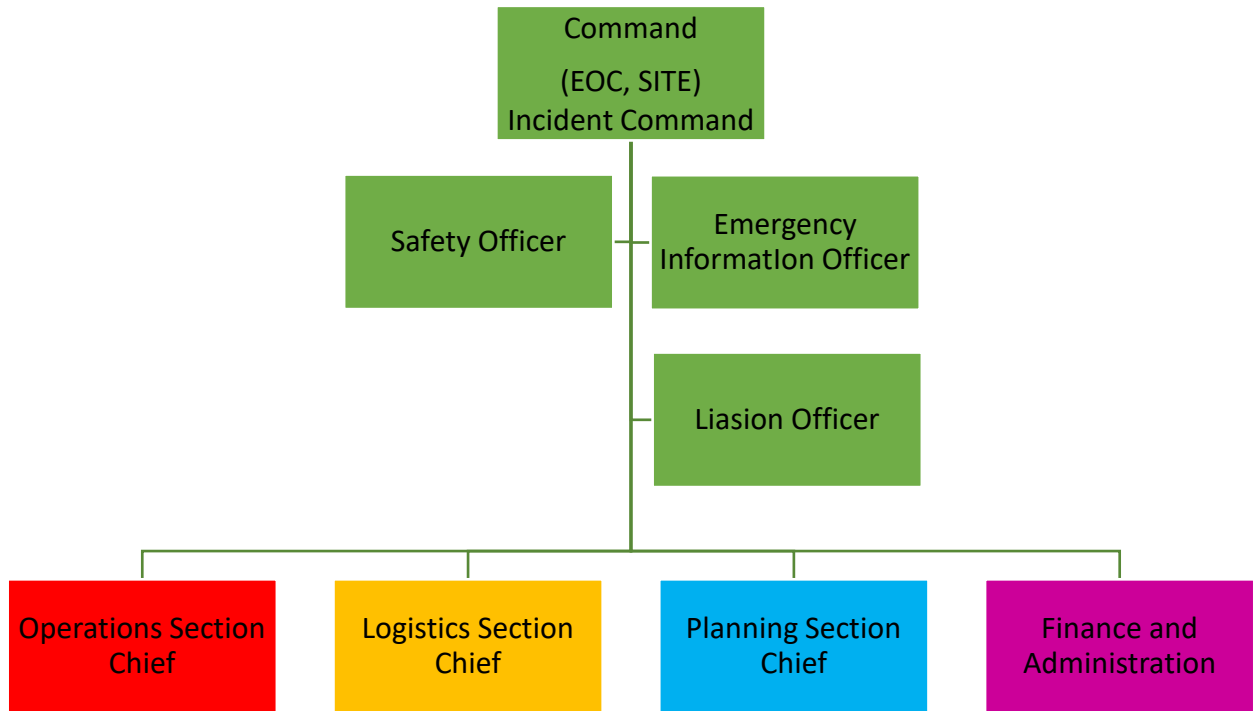 Command
(EOC, SITE)
Incident Command
Safety Officer
Emergency
InformatIon Officer
Liasion Officer
Operations Section
Chief
Logistics Section
Chief
Planning Section
Chief
Finance and
Administration